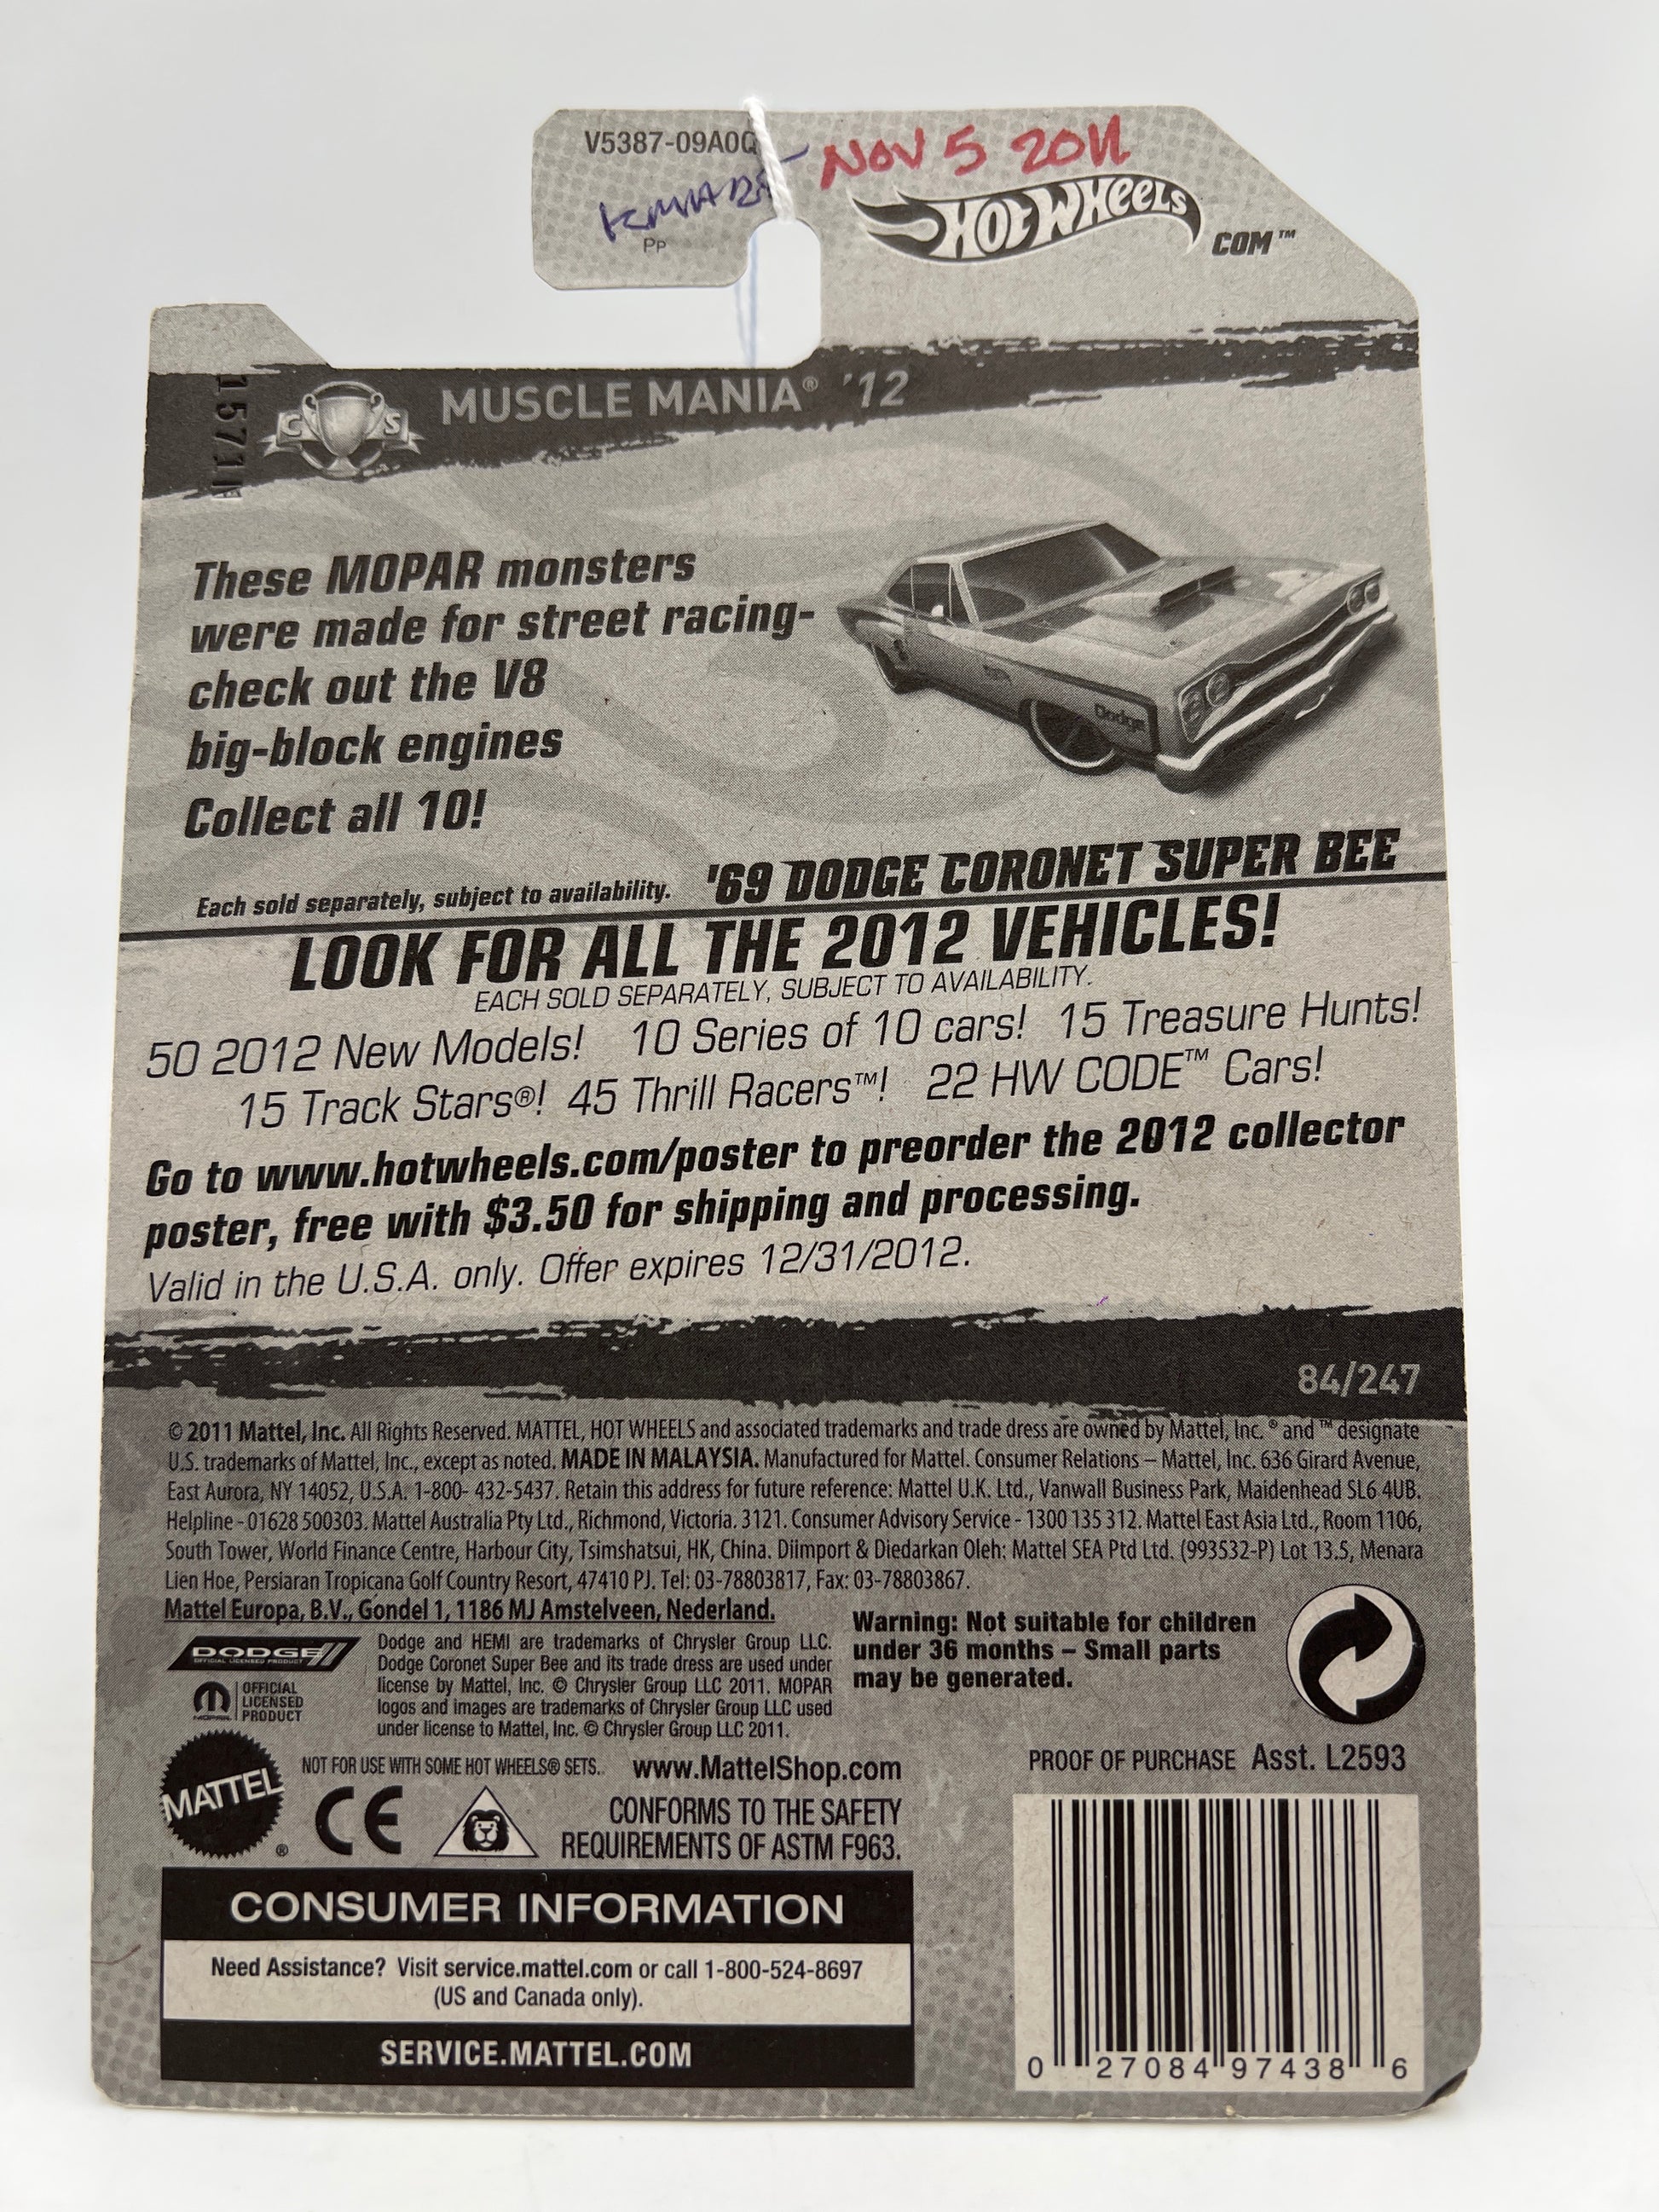 V5387-09A0Q
NOV 5 2011
KMART
Pp
HOT WHEELS
COM™
MUSCLE MANIA® '12
C S
These MOPAR monsters
were made for street racing-
check out the V8
big-block engines
Collect all 10!
Dodge
Each sold separately, subject to availability.
'69 DODGE CORONET SUPER BEE
LOOK FOR ALL THE 2012 VEHICLES!
EACH SOLD SEPARATELY, SUBJECT TO AVAILABILITY.
50 2012 New Models! 10 Series of 10 cars! 15 Treasure Hunts!
15 Track Stars®! 45 Thrill Racers™! 22 HW CODE™ Cars!
Go to www.hotwheels.com/poster to preorder the 2012 collector
poster, free with $3.50 for shipping and processing.
Valid in the U.S.A. only. Offer expires 12/31/2012.
84/247
© 2011 Mattel, Inc. All Rights Reserved. MATTEL, HOT WHEELS and associated trademarks and trade dress are owned by Mattel, Inc. ® and ™ designate
U.S. trademarks of Mattel, Inc., except as noted. MADE IN MALAYSIA. Manufactured for Mattel. Consumer Relations – Mattel, Inc. 636 Girard Avenue,
East Aurora, NY 14052, U.S.A. 1-800- 432-5437. Retain this address for future reference: Mattel U.K. Ltd., Vanwall Business Park, Maidenhead SL6 4UB.
Helpline - 01628 500303. Mattel Australia Pty Ltd., Richmond, Victoria. 3121. Consumer Advisory Service - 1300 135 312. Mattel East Asia Ltd., Room 1106,
South Tower, World Finance Centre, Harbour City, Tsimshatsui, HK, China. Diimport & Diedarkan Oleh: Mattel SEA Ptd Ltd. (993532-P) Lot 13.5, Menara
Lien Hoe, Persiaran Tropicana Golf Country Resort, 47410 PJ. Tel: 03-78803817, Fax: 03-78803867.
Mattel Europa, B.V., Gondel 1, 1186 MJ Amstelveen, Nederland.
DODGE
OFFICIAL LICENSED PRODUCT
MOPAR
OFFICIAL
LICENSED
PRODUCT
Dodge and HEMI are trademarks of Chrysler Group LLC.
Dodge Coronet Super Bee and its trade dress are used under
license by Mattel, Inc. © Chrysler Group LLC 2011. MOPAR
logos and images are trademarks of Chrysler Group LLC used
under license to Mattel, Inc. © Chrysler Group LLC 2011.
Warning: Not suitable for children
under 36 months – Small parts
may be generated.
MATTEL
®
NOT FOR USE WITH SOME HOT WHEELS® SETS. www.MattelShop.com
CE
CONFORMS TO THE SAFETY
REQUIREMENTS OF ASTM F963.
PROOF OF PURCHASE Asst. L2593
CONSUMER INFORMATION
Need Assistance? Visit service.mattel.com or call 1-800-524-8697
(US and Canada only).
SERVICE.MATTEL.COM
0 27084 97438 6